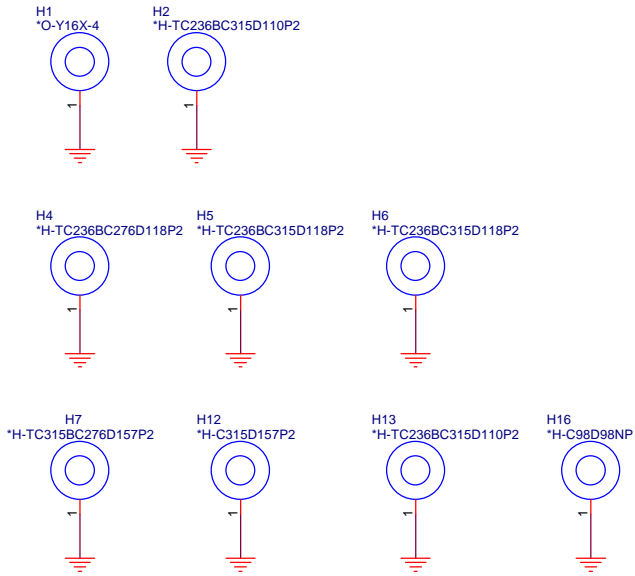 H1
*O-Y16X-4
H2
*H-TC236BC315D110P2
1
1
H4
*H-TC236BC276D118P2
H5
*H-TC236BC315D118P2
H6
*H-TC236BC315D118P2
1
1
1
H7
*H-TC315BC276D157P2
H12
*H-C315D157P2
H13
*H-TC236BC315D110P2
H16
*H-C98D98NP
1
1
1
1